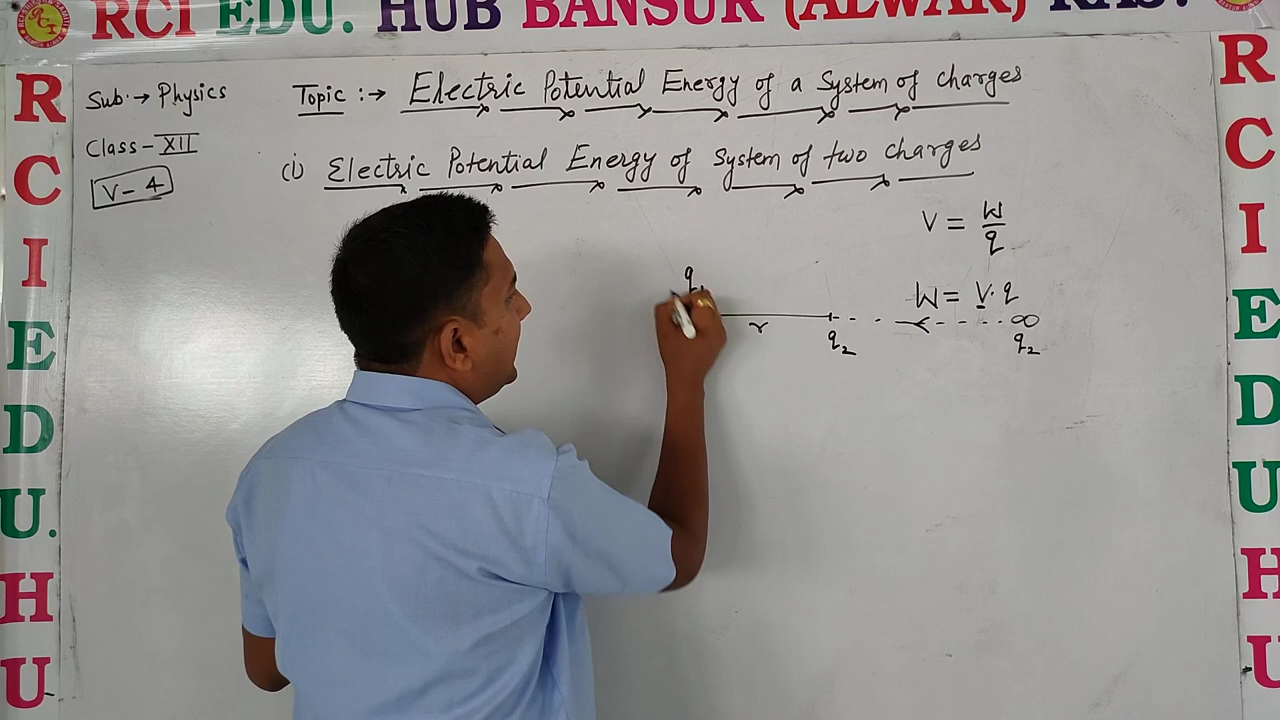 RCI EDU. HUB BANSUR (ALWAR) RAJ.
R
C
I
E
D
U.
H
U
Sub.→ Physics
Class - XII
V - 4
Topic :→ Electric Potential Energy of a System of charges
(i) Electric Potential Energy of System of two charges
V = W/q
W = V·q
q₁
r
q₂
∞
q₂
R
C
I
E
D
U
H
U